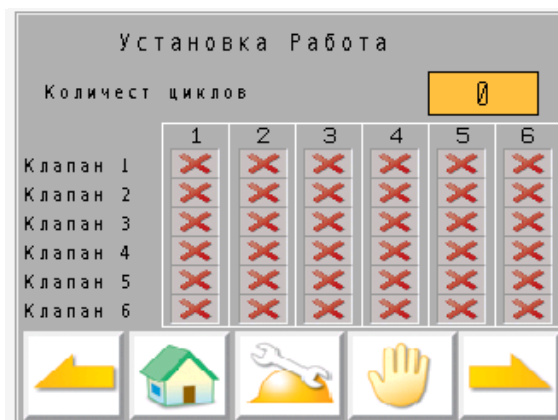 Установка Работа
Количест циклов 0
1 2 3 4 5 6
Клапан 1
Клапан 2
Клапан 3
Клапан 4
Клапан 5
Клапан 6